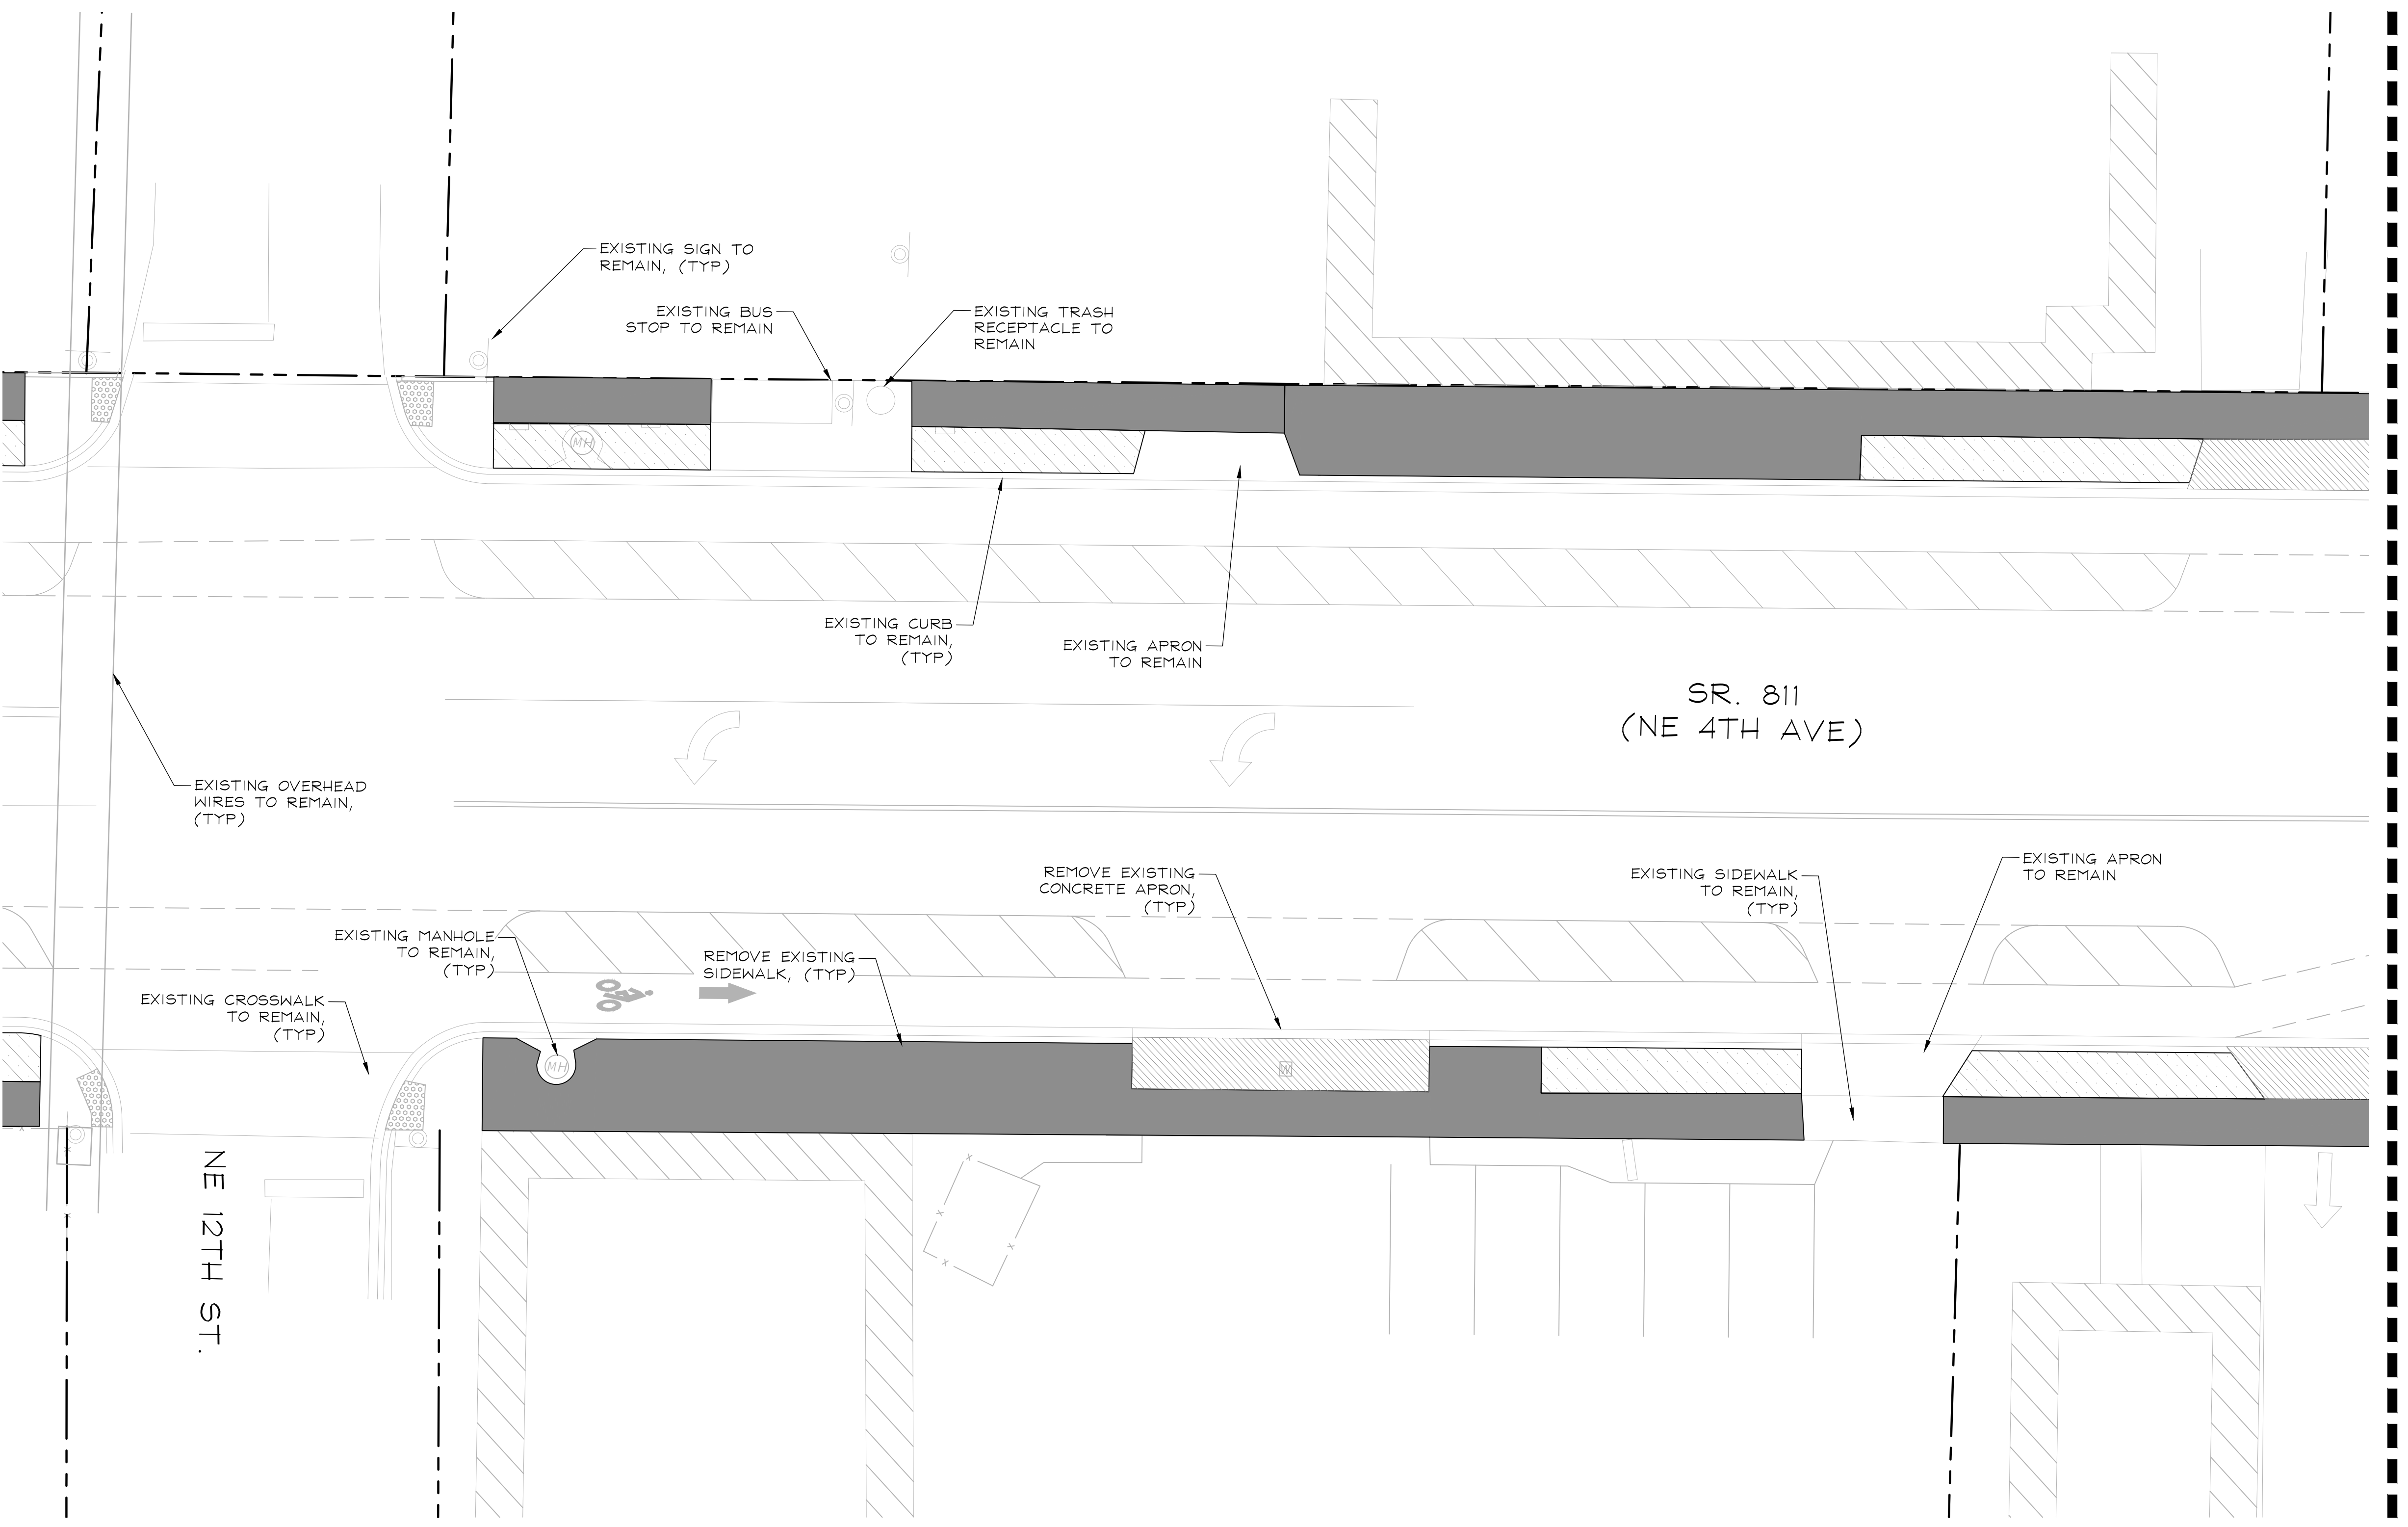 EXISTING SIGN TO
REMAIN, (TYP)
EXISTING BUS
STOP TO REMAIN
EXISTING TRASH
RECEPTACLE TO
REMAIN
MH
EXISTING CURB
TO REMAIN,
(TYP)
EXISTING APRON
TO REMAIN
SR. 811
(NE 4TH AVE)
EXISTING OVERHEAD
WIRES TO REMAIN,
(TYP)
REMOVE EXISTING
CONCRETE APRON,
(TYP)
EXISTING SIDEWALK
TO REMAIN,
(TYP)
EXISTING APRON
TO REMAIN
EXISTING MANHOLE
TO REMAIN,
(TYP)
REMOVE EXISTING
SIDEWALK, (TYP)
EXISTING CROSSWALK
TO REMAIN,
(TYP)
MH
W
NE 12TH ST.